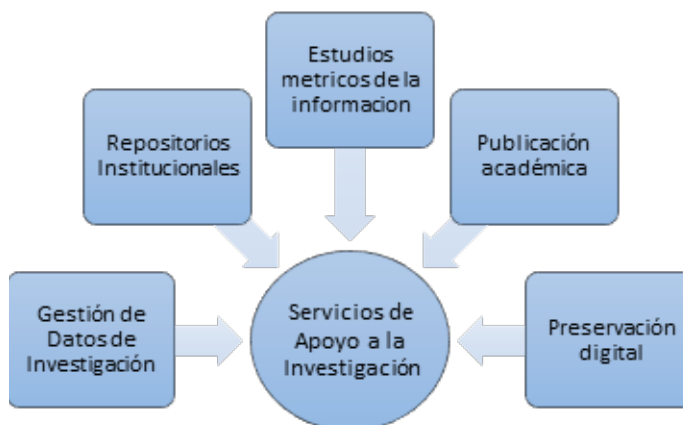 Estudios
metricos de la
informacion
Repositorios
Institucionales
Publicación
académica
Gestión de
Datos de
Investigación
Servicios de
Apoyo a la
Investigación
Preservación
digital